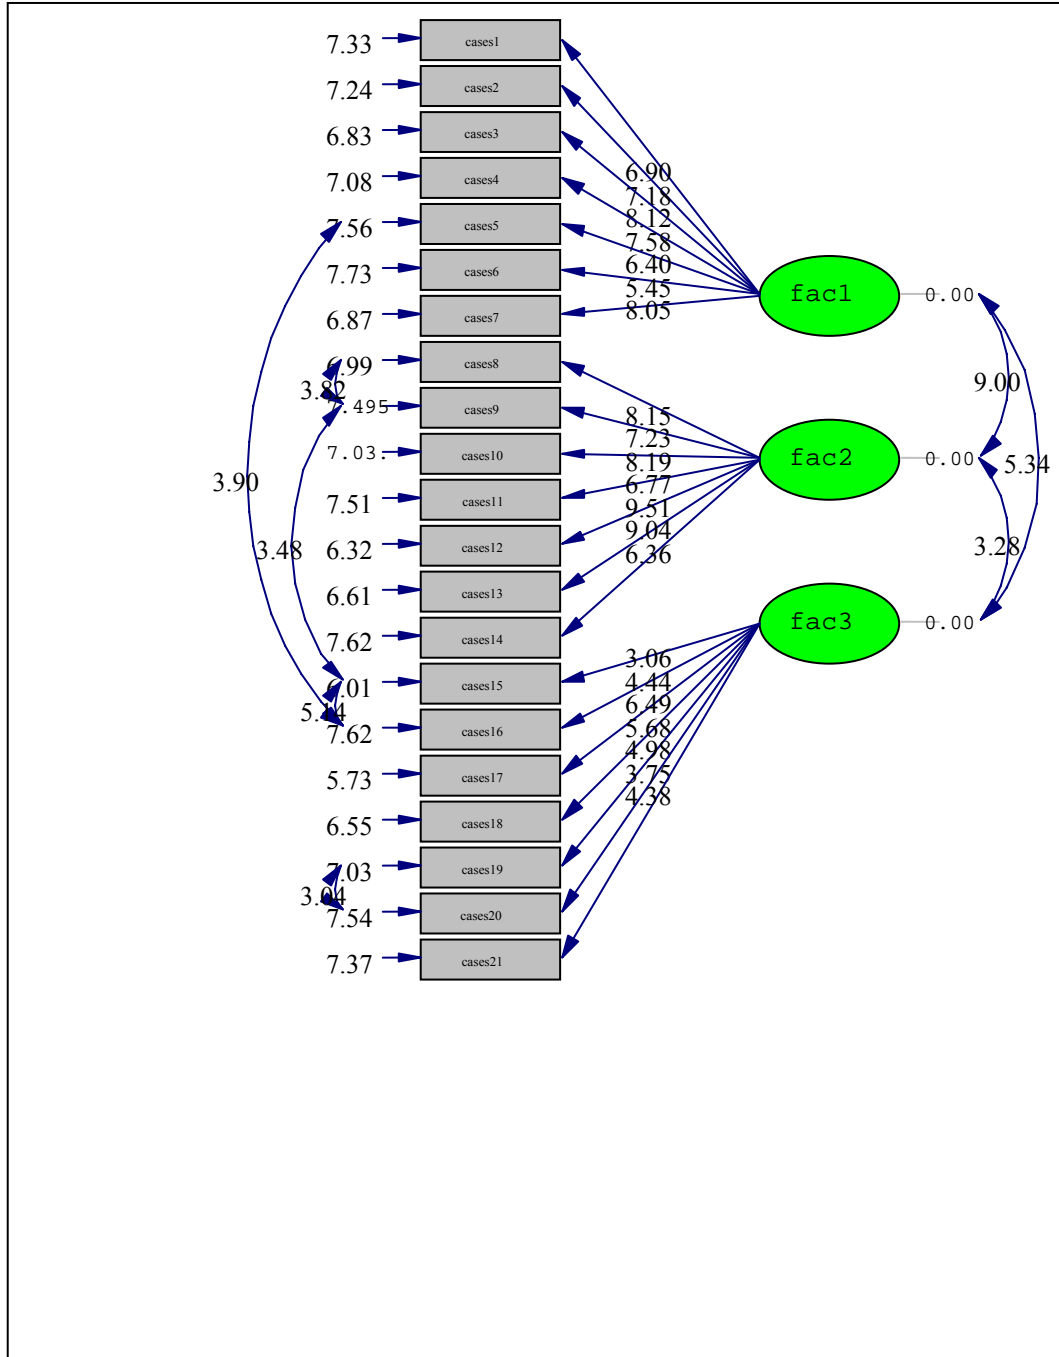 7.33 cases1
7.24 cases2
6.83 cases3
7.08 cases4
6.90
7.18
8.12
7.58
6.40
5.45
8.05
7.56 cases5
7.73 cases6
6.87 cases7
fac1 0.00
6.99 cases8
3.82
7.495 cases9
7.03. cases10
7.51 cases11
6.32 cases12
6.61 cases13
7.62 cases14
8.15
7.23
8.19
6.77
9.51
9.04
6.36
fac2 0.00
9.00
5.34
3.28
3.90
3.48
fac3 0.00
6.01 cases15
5.14
7.62 cases16
5.73 cases17
6.55 cases18
7.03 cases19
3.04
7.54 cases20
7.37 cases21
3.06
4.44
6.49
5.68
4.98
3.75
4.38